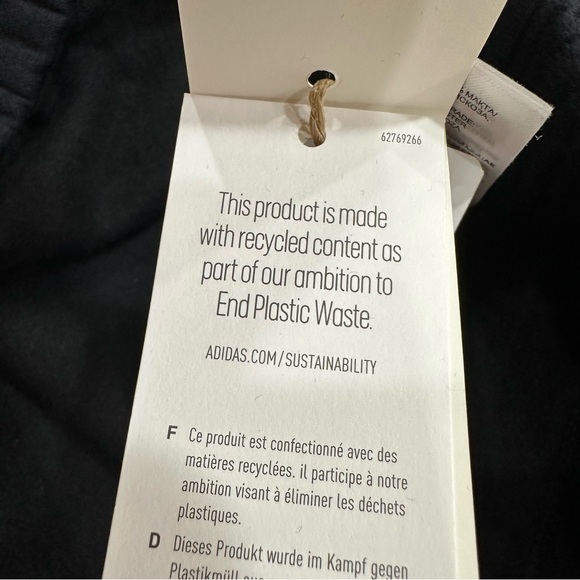 62769266
This product is made
with recycled content as
part of our ambition to
End Plastic Waste.
ADIDAS.COM/SUSTAINABILITY
F Ce produit est confectionné avec des
matières recyclées. il participe à notre
ambition visant à éliminer les déchets
plastiques.
D Dieses Produkt wurde im Kampf gegen
Plastikmüll